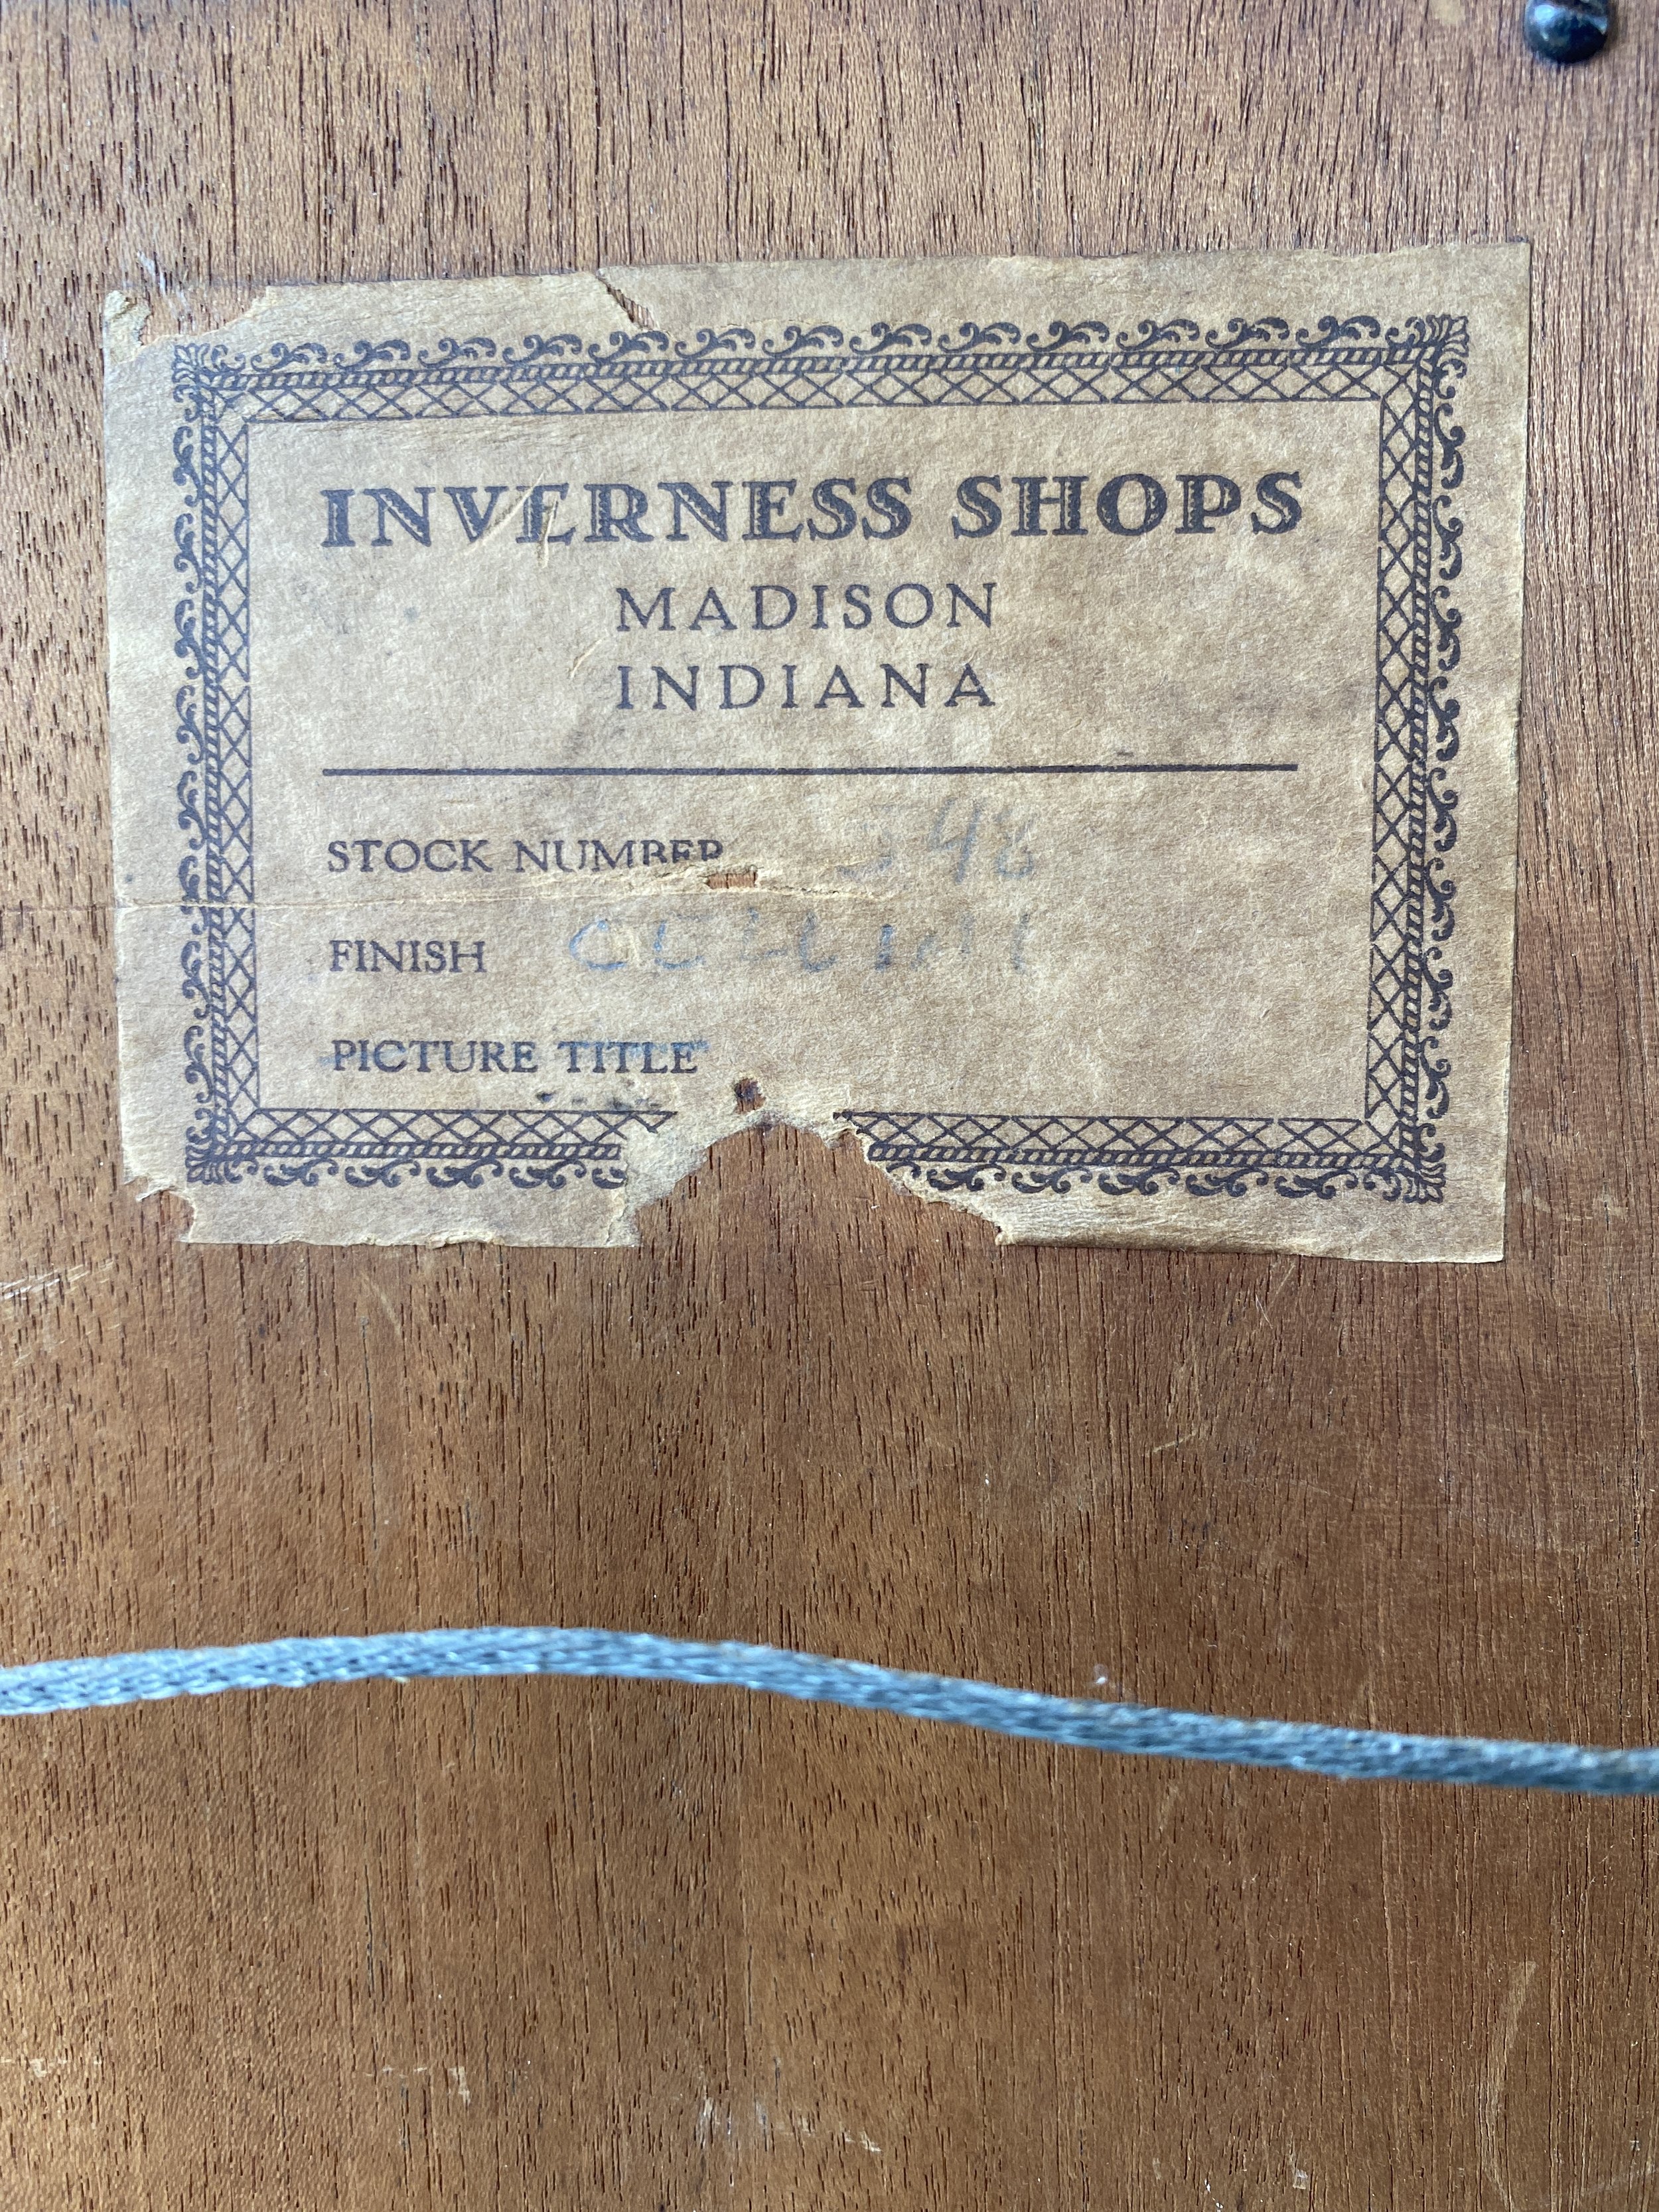 INVERNESS SHOPS
MADISON
INDIANA
STOCK NUMBER
FINISH
PICTURE TITLE